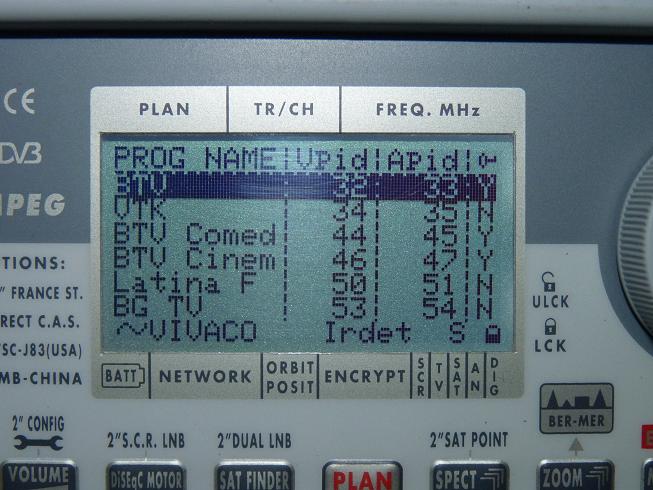 CE
PLAN TR/CH FREQ. MHz
DVB
PROG NAME Vpid Apid
BTV 32 33 Y
VTK 34 35 N
MPEG
BTV Comed 44 45 Y
BTV Cinem 46 47 Y
TIONS:
Latina F 50 51 N
" FRANCE ST.
BG TV 53 54 N
ULCK
RECT C.A.S.
~VIVACO Irdet S
LCK
SC-J83(USA)
MB-CHINA
BATT NETWORK ORBIT POSIT ENCRYPT SCR TV SAT AN DIG
BER-MER
2" CONFIG
2"S.C.R. LNB 2"DUAL LNB 2"SAT POINT
VOLUME DiSEqC MOTOR SAT FINDER PLAN SPECT ZOOM